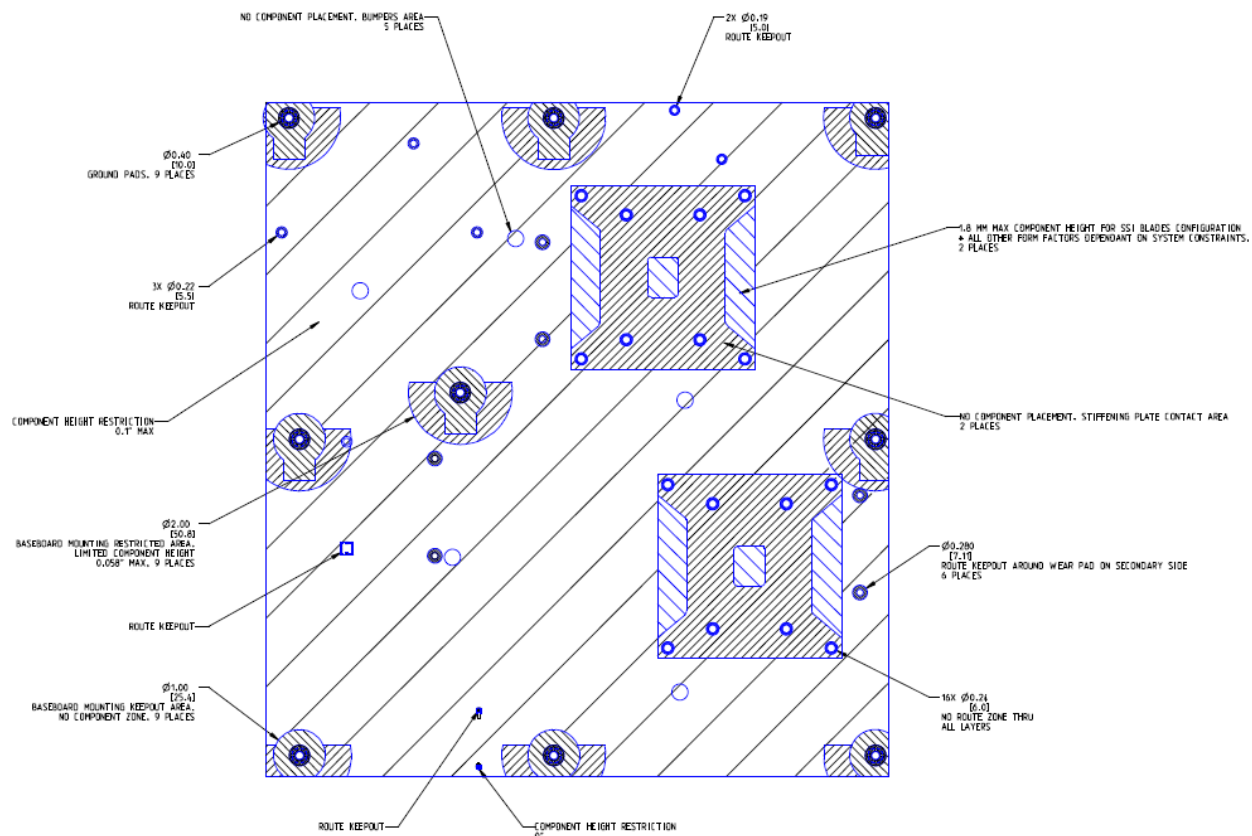 NO COMPONENT PLACEMENT, BUMPERS AREA
5 PLACES
2X Ø0.19
[5.0]
ROUTE KEEPOUT
Ø0.40
[10.0]
GROUND PADS, 9 PLACES
3X Ø0.22
[5.5]
ROUTE KEEPOUT
1.8 MM MAX COMPONENT HEIGHT FOR SSI BLADES CONFIGURATION
* ALL OTHER FORM FACTORS DEPENDANT ON SYSTEM CONSTRAINTS.
2 PLACES
COMPONENT HEIGHT RESTRICTION
0.1" MAX
NO COMPONENT PLACEMENT, STIFFENING PLATE CONTACT AREA
2 PLACES
Ø2.00
[50.8]
BASEBOARD MOUNTING RESTRICTED AREA,
LIMITED COMPONENT HEIGHT
0.058" MAX, 9 PLACES
Ø0.280
[7.11]
ROUTE KEEPOUT AROUND WEAR PAD ON SECONDARY SIDE
6 PLACES
ROUTE KEEPOUT
Ø1.00
[25.4]
BASEBOARD MOUNTING KEEPOUT AREA,
NO COMPONENT ZONE, 9 PLACES
16X Ø0.24
[6.0]
NO ROUTE ZONE THRU
ALL LAYERS
ROUTE KEEPOUT
COMPONENT HEIGHT RESTRICTION